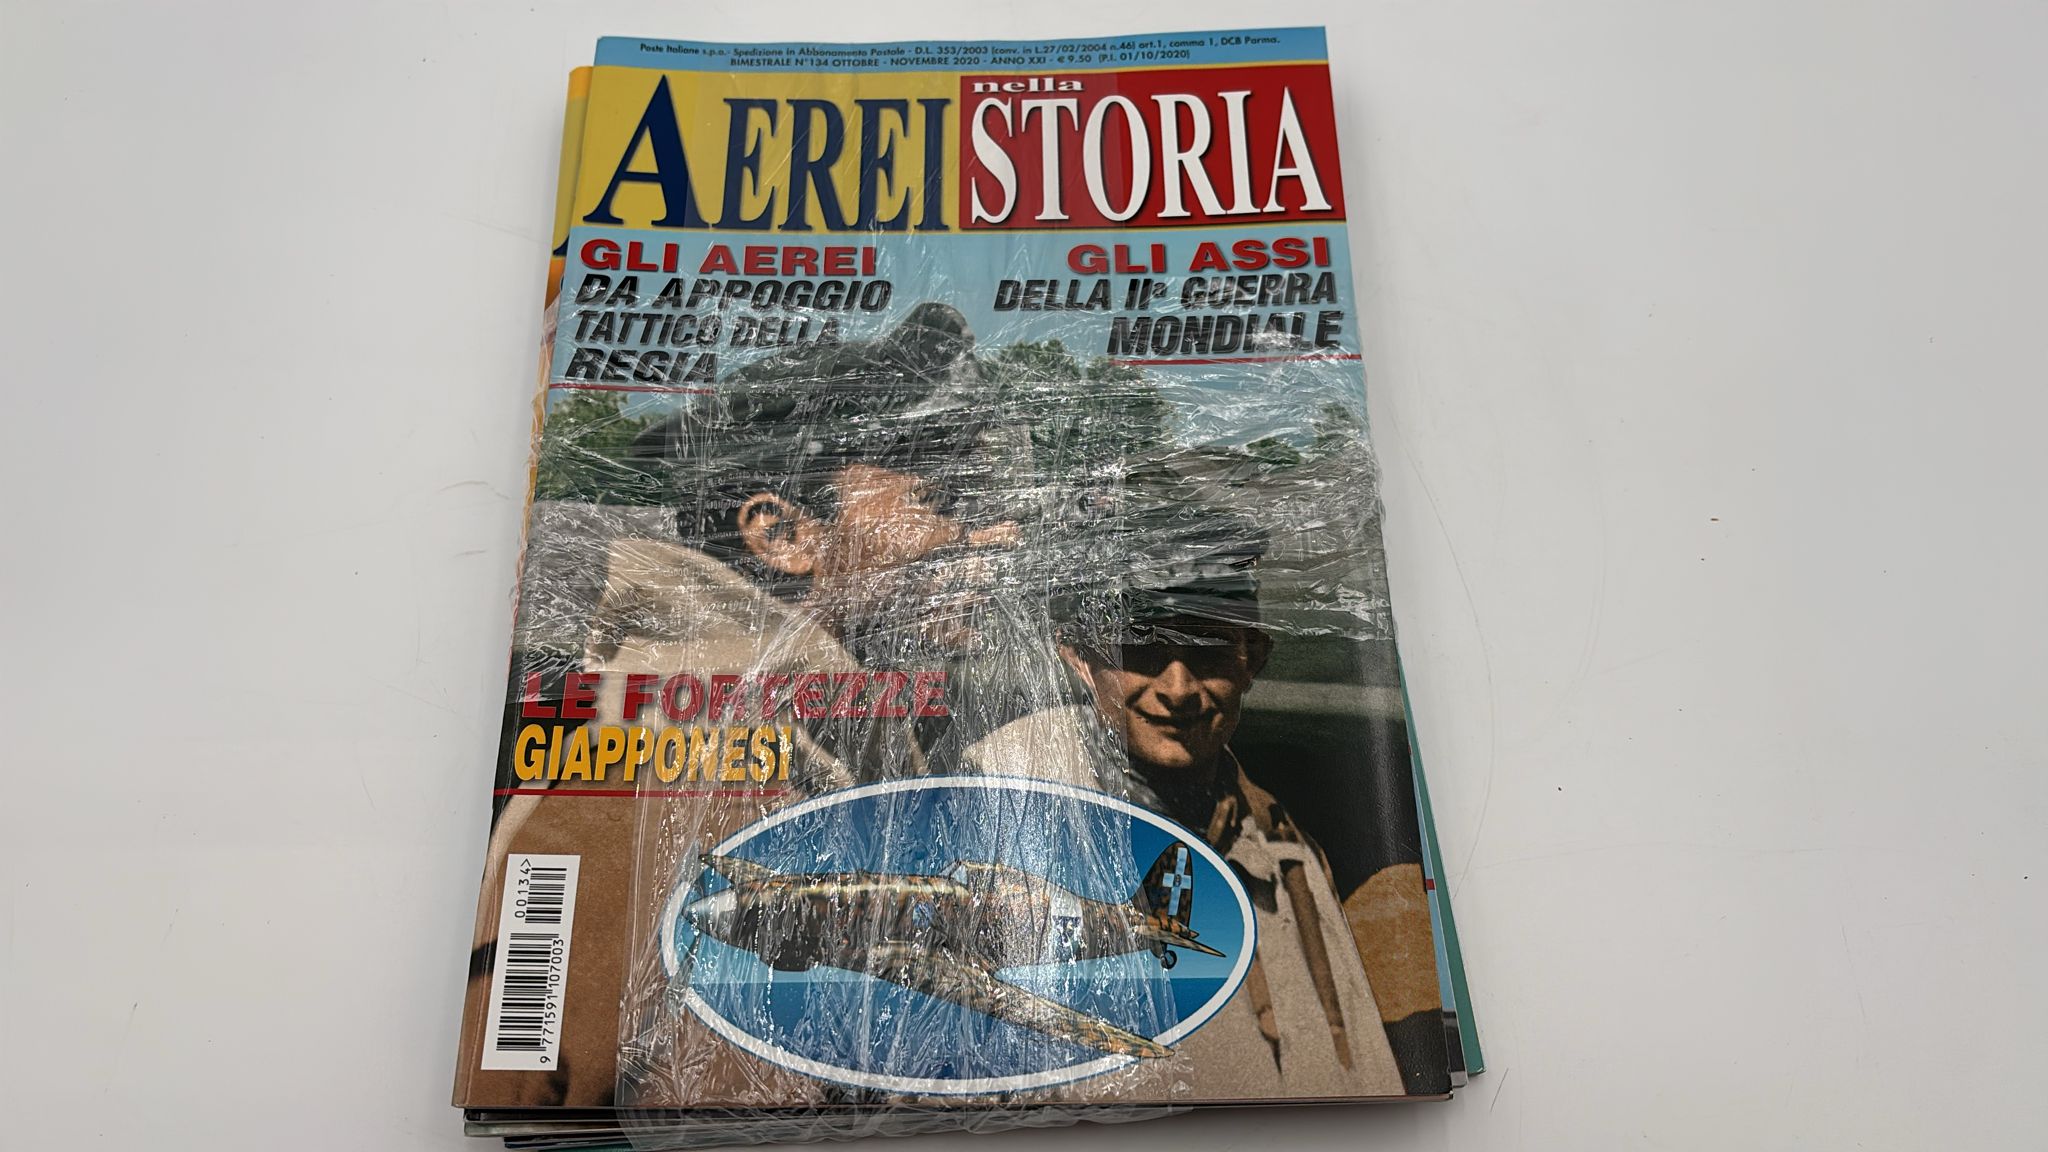 Poste Italiane s.p.a.- Spedizione in Abbonamento Postale - D.L. 353/2003 (conv. in L.27/02/2004 n.46) art.1, comma 1, DCB Parma.
BIMESTRALE N°134 OTTOBRE - NOVEMBRE 2020 - ANNO XXI - € 9.50 (P.I. 01/10/2020)
AEREI nella STORIA
GLI AEREI
DA APPOGGIO
TATTICO DELLA
REGIA
GLI ASSI
DELLA IIª GUERRA
MONDIALE
LE FORTEZZE
GIAPPONESI
00134>
9 771591 107003